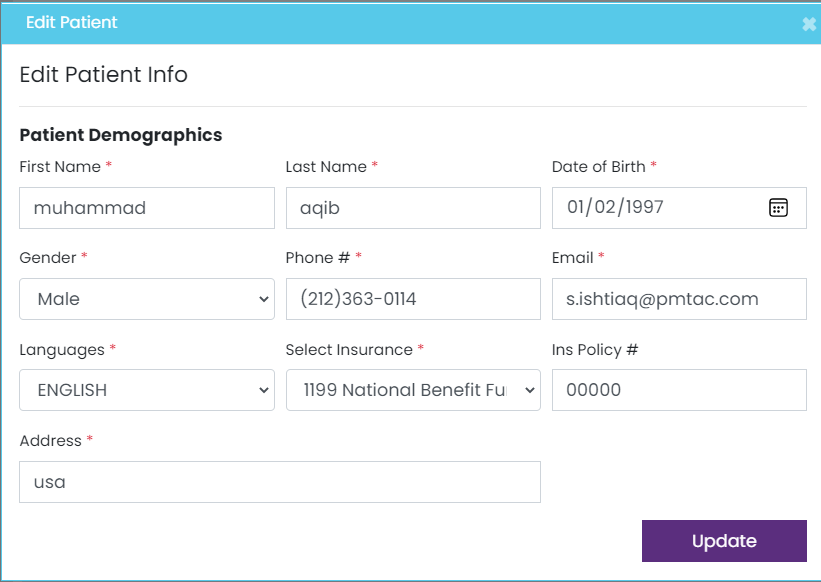 Edit Patient
Edit Patient Info
Patient Demographics
First Name * Last Name * Date of Birth *
muhammad aqib 01/02/1997
Gender * Phone # * Email *
Male (212)363-0114 s.ishtiaq@pmtac.com
Languages * Select Insurance * Ins Policy #
ENGLISH 1199 National Benefit Fu 00000
Address *
usa
Update